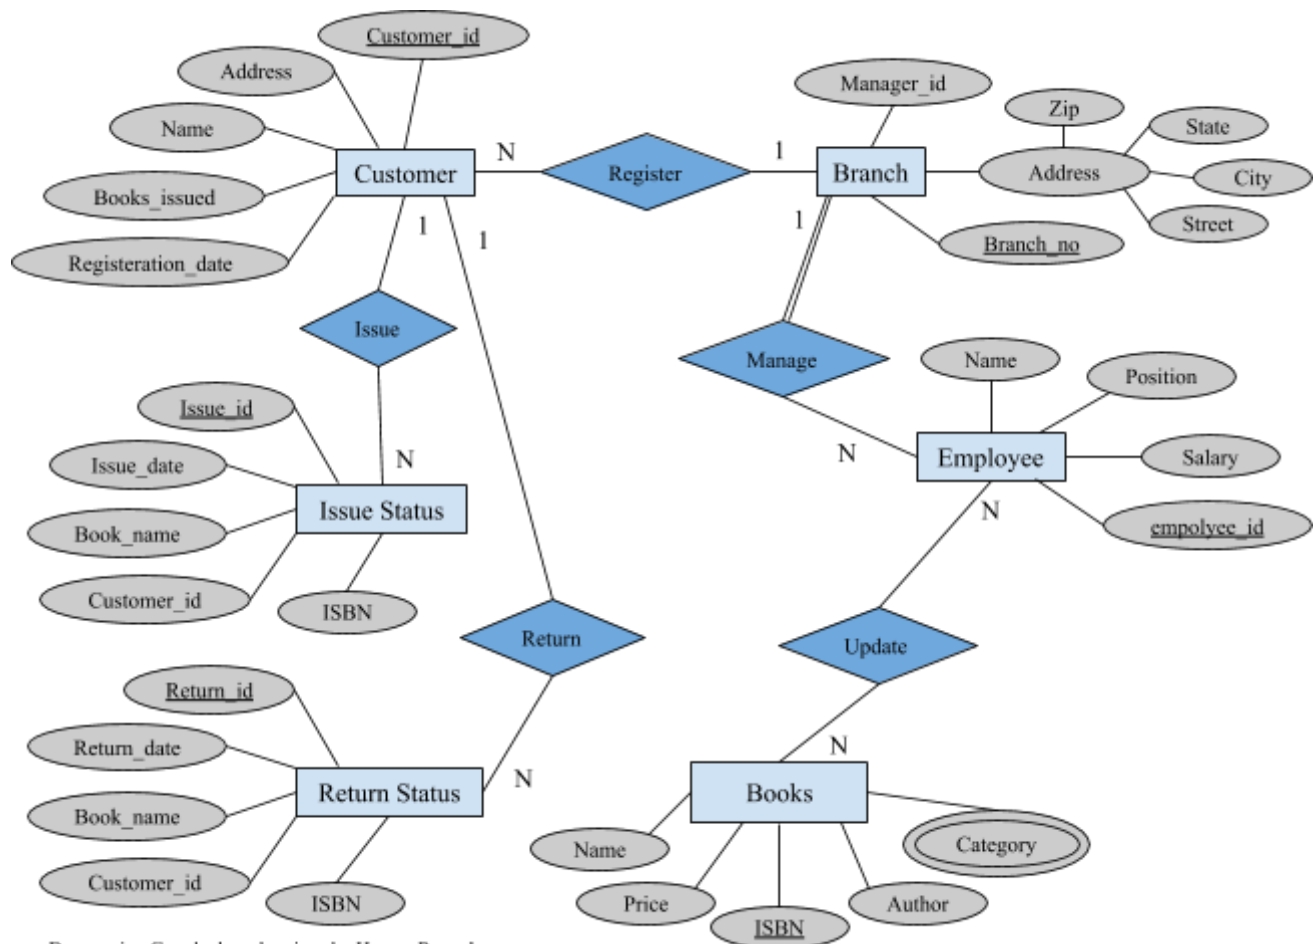 Customer_id
Address
Name
Books_issued
Registeration_date
Customer
N
Register
1
Branch
Manager_id
Zip
State
Address
City
Street
Branch_no
1
1
1
Issue
Manage
Name
Position
N
Employee
Salary
empolyee_id
N
Issue_id
Issue_date
N
Book_name
Issue Status
Customer_id
ISBN
Return
Update
Return_id
Return_date
N
N
Book_name
Return Status
Customer_id
ISBN
Books
Name
Price
ISBN
Author
Category